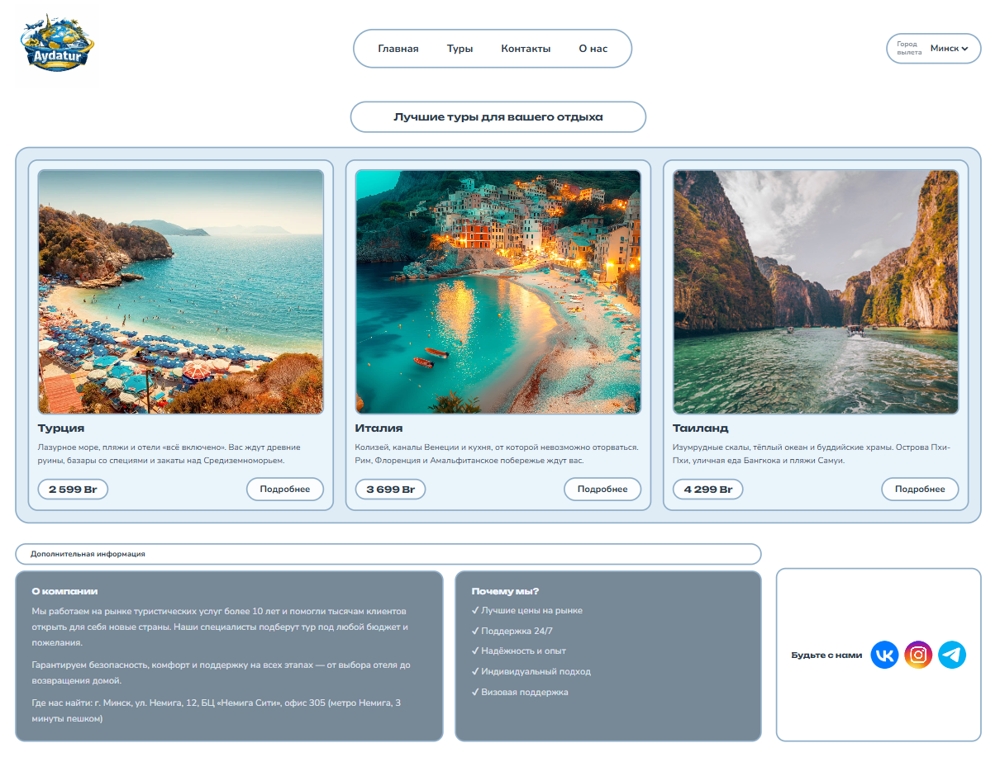 Aydatur
Главная Туры Контакты О нас
Город
вылета
Минск
Лучшие туры для вашего отдыха
Турция
Лазурное море, пляжи и отели «всё включено». Вас ждут древние
руины, базары со специями и закаты над Средиземноморьем.
2 599 Br Подробнее
Италия
Колизей, каналы Венеции и кухня, от которой невозможно оторваться.
Рим, Флоренция и Амальфитанское побережье ждут вас.
3 699 Br Подробнее
Таиланд
Изумрудные скалы, тёплый океан и буддийские храмы. Острова Пхи-
Пхи, уличная еда Бангкока и пляжи Самуи.
4 299 Br Подробнее
Дополнительная информация
О компании
Мы работаем на рынке туристических услуг более 10 лет и помогли тысячам клиентов
открыть для себя новые страны. Наши специалисты подберут тур под любой бюджет и
пожелания.
Гарантируем безопасность, комфорт и поддержку на всех этапах — от выбора отеля до
возвращения домой.
Где нас найти: г. Минск, ул. Немига, 12, БЦ «Немига Сити», офис 305 (метро Немига, 3
минуты пешком)
Почему мы?
✓ Лучшие цены на рынке
✓ Поддержка 24/7
✓ Надёжность и опыт
✓ Индивидуальный подход
✓ Визовая поддержка
Будьте с нами